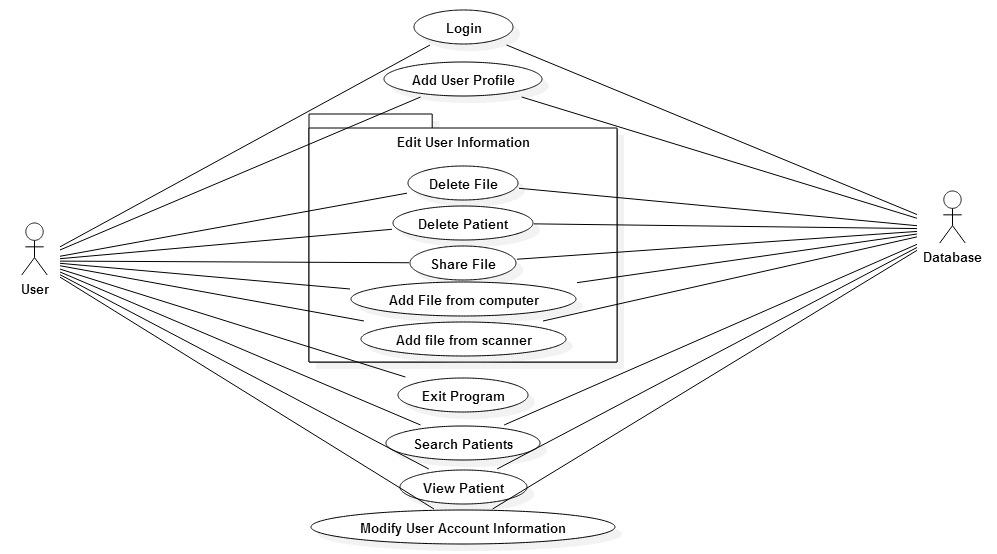 Login
Add User Profile
Edit User Information
Delete File
Delete Patient
Share File
Add File from computer
Add file from scanner
User
Database
Exit Program
Search Patients
View Patient
Modify User Account Information